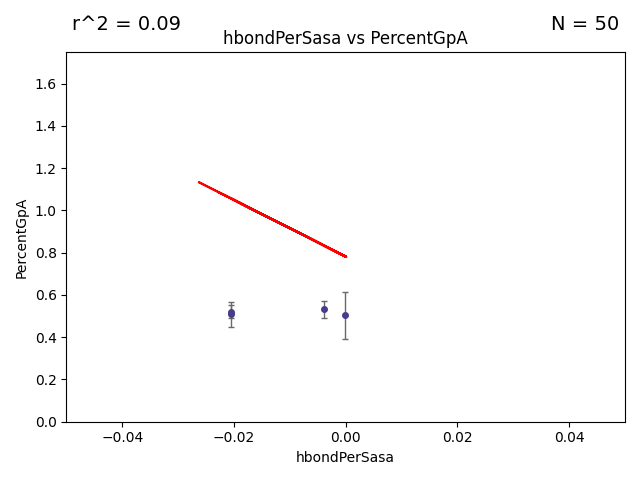 r^2 = 0.09
N = 50
hbondPerSasa vs PercentGpA
1.6
1.4
1.2
1.0
0.8
0.6
0.4
0.2
0.0
PercentGpA
−0.04
−0.02
0.00
0.02
0.04
hbondPerSasa